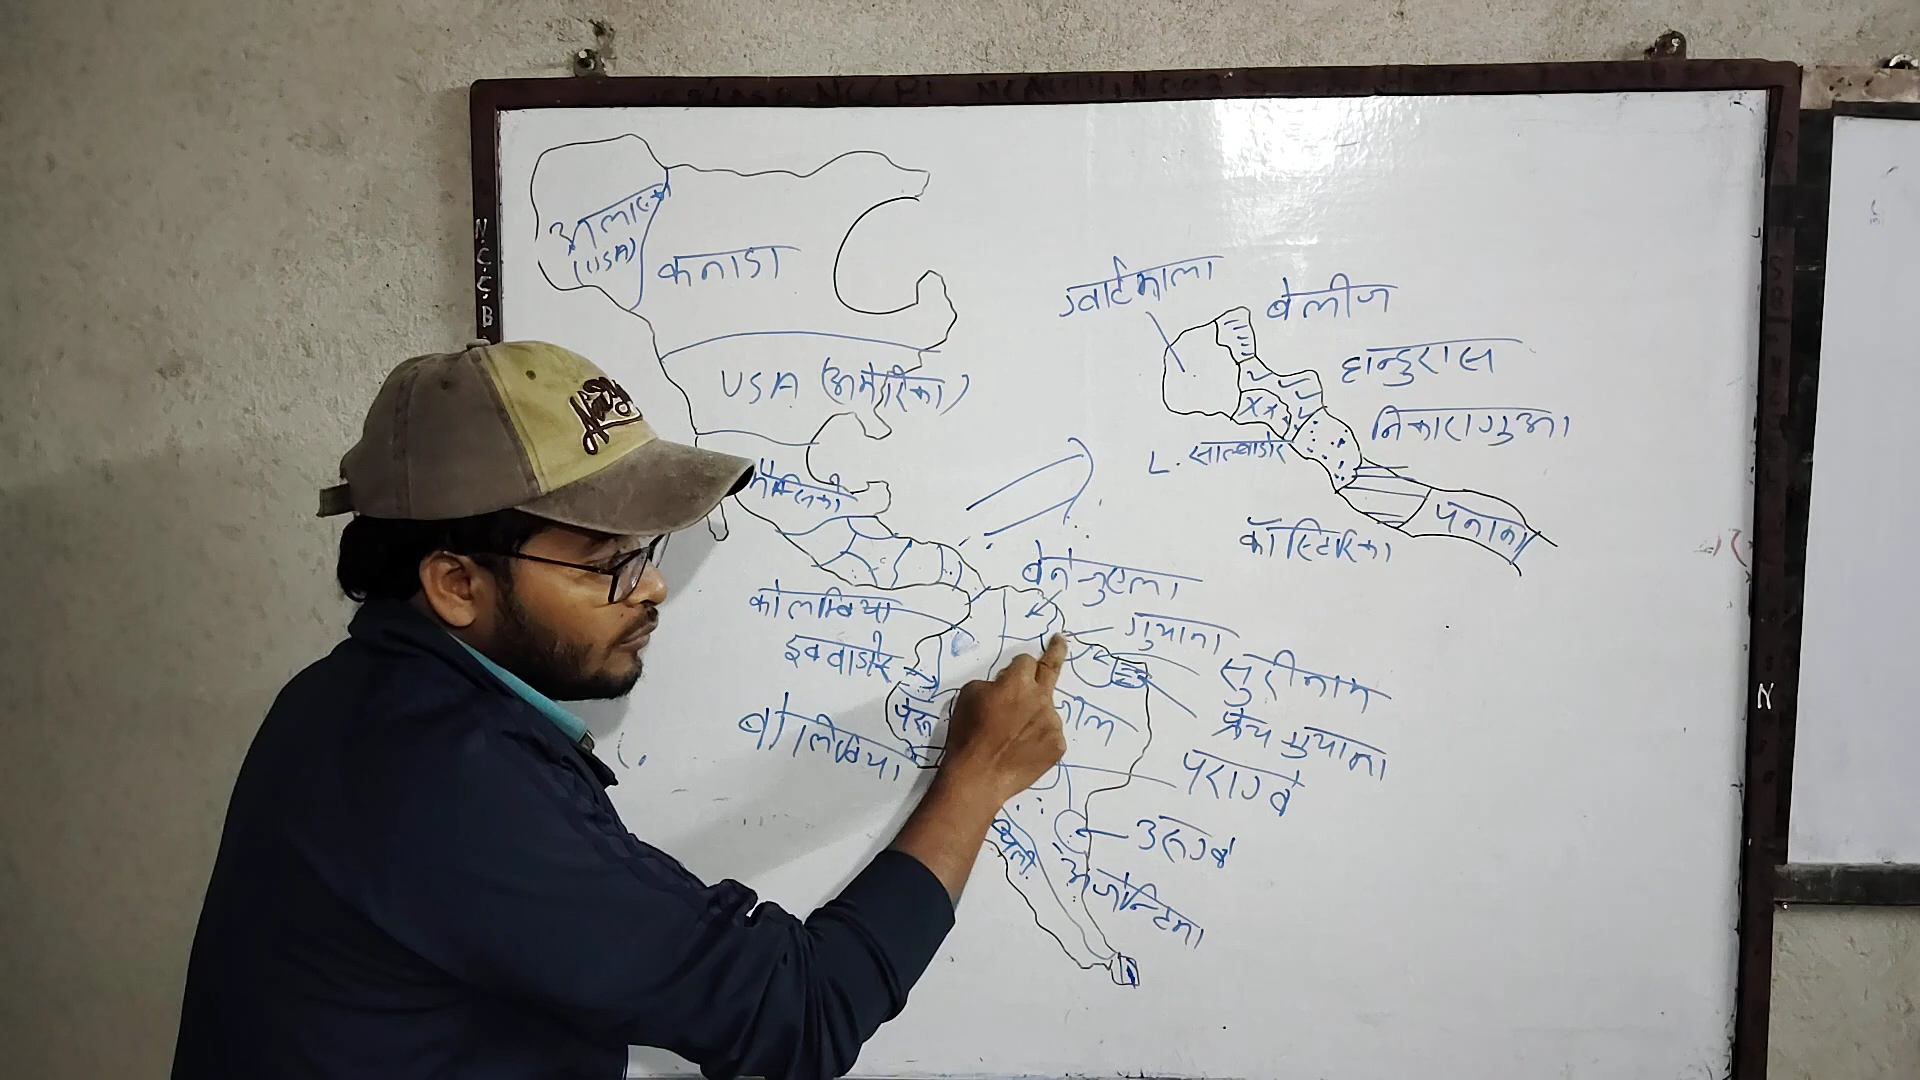 अलास्का
(USA)
कनाडा
USA (अमेरिका)
मैक्सिको
ग्वाटेमाला
बेलीज
हान्डुरास
निकारागुआ
L. साल्वाडोर
कॉस्टिरिका
पनामा
वेनेजुएला
कोलम्बिया
गुयाना
इक्वाडोर
सुरीनाम
पेरू
फ्रेंच गुयाना
बोलिविया
पराग्वे
उरुग्वे
चिली
अर्जेन्टिना
N.C.C.B
N